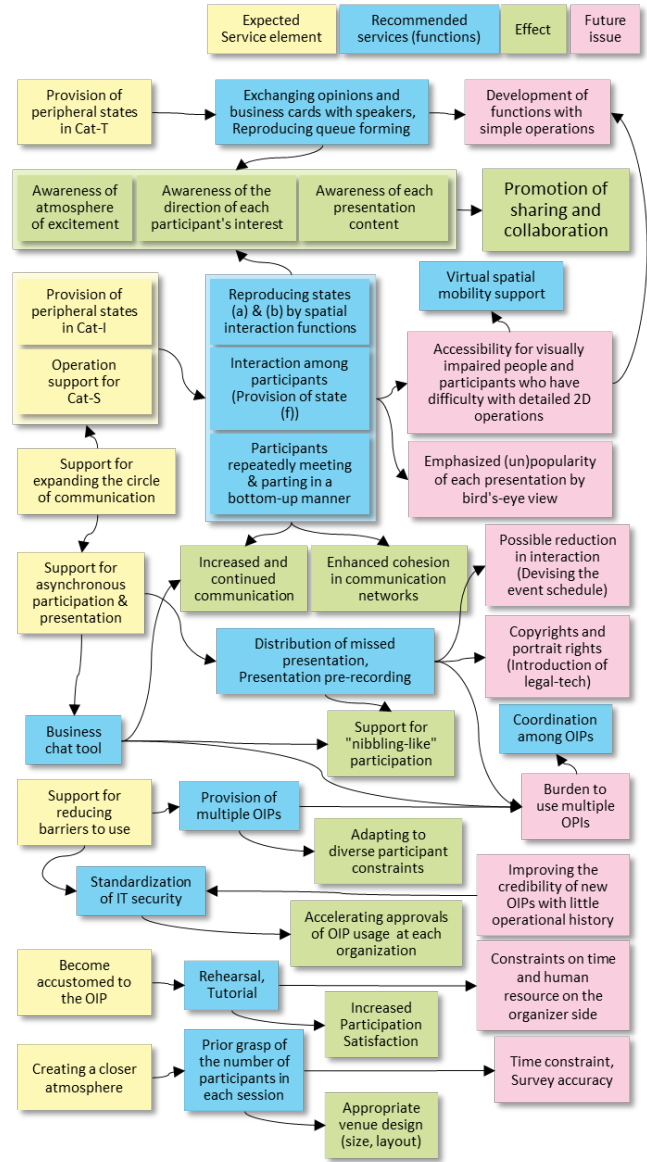 Expected
Service element
Recommended
services (functions)
Effect
Future
issue
Provision of
peripheral states
in Cat-T
Exchanging opinions and
business cards with speakers,
Reproducing queue forming
Development of
functions with
simple operations
Awareness of
atmosphere
of excitement
Awareness of the
direction of each
participant's interest
Awareness of each
presentation
content
Promotion of
sharing and
collaboration
Provision of
peripheral states
in Cat-I
Operation
support for
Cat-S
Reproducing states
(a) & (b) by spatial
interaction functions
Interaction among
participants
(Provision of state
(f))
Participants
repeatedly meeting
& parting in a
bottom-up manner
Virtual spatial
mobility support
Accessibility for visually
impaired people and
participants who have
difficulty with detailed 2D
operations
Emphasized (un)popularity
of each presentation by
bird's-eye view
Support for
expanding the circle
of communication
Support for
asynchronous
participation &
presentation
Increased and
continued
communication
Enhanced cohesion
in communication
networks
Possible reduction
in interaction
(Devising the
event schedule)
Distribution of missed
presentation,
Presentation pre-recording
Copyrights and
portrait rights
(Introduction of
legal-tech)
Business
chat tool
Support for
"nibbling-like"
participation
Coordination
among OIPs
Support for
reducing
barriers to use
Provision of
multiple OIPs
Burden to
use multiple
OPIs
Adapting to
diverse participant
constraints
Standardization
of IT security
Improving the
credibility of new
OIPs with little
operational history
Accelerating approvals
of OIP usage at each
organization
Become
accustomed to
the OIP
Rehearsal,
Tutorial
Constraints on
time and human
resource on the
organizer side
Increased
Participation
Satisfaction
Creating a closer
atmosphere
Prior grasp of
the number of
participants in
each session
Time constraint,
Survey accuracy
Appropriate
venue design
(size, layout)